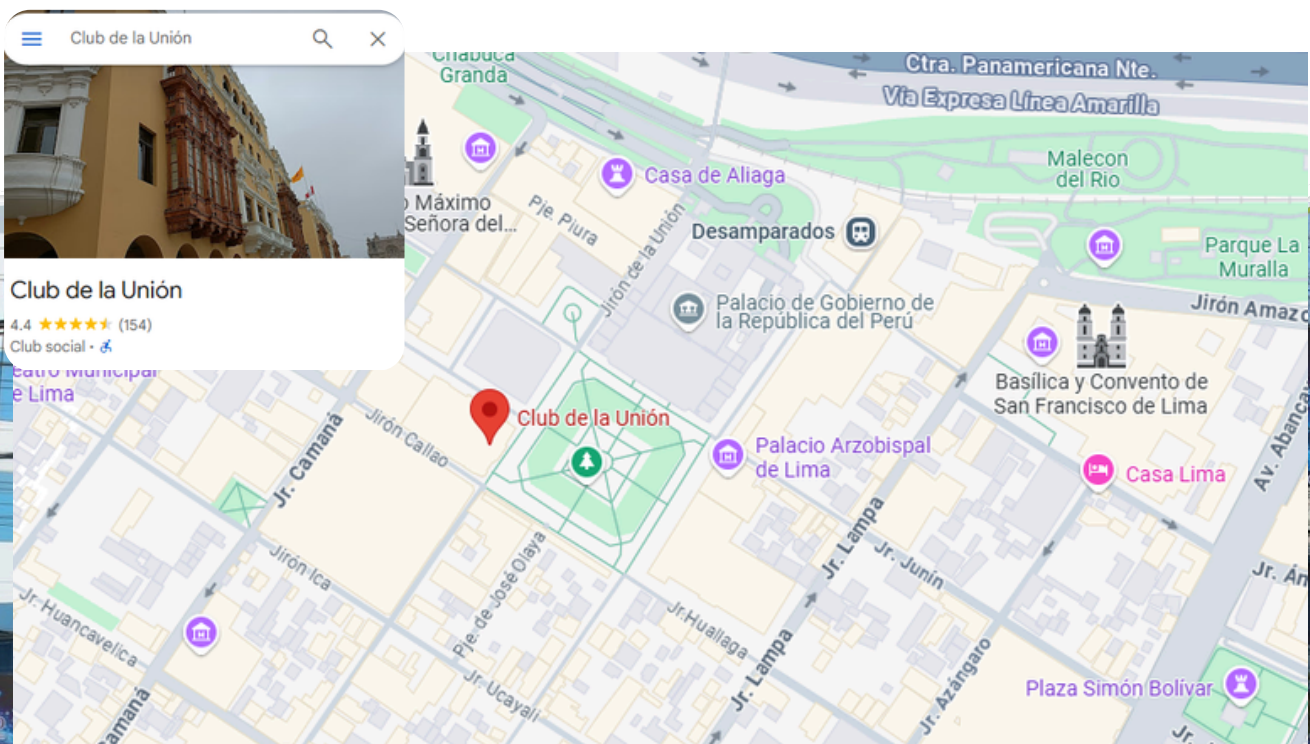 Club de la Unión
Club de la Unión
4.4 (154)
Club social ·
Chabuca
Granda
Ctra. Panamericana Nte.
Vía Expresa Línea Amarilla
Malecon
del Rio
Casa de Aliaga
Máximo
Señora del...
Pje. Piura
Jirón de la Unión
Desamparados
Parque La
Muralla
Palacio de Gobierno de
la República del Perú
Jirón Amazo
Basílica y Convento de
San Francisco de Lima
Municipal
e Lima
Jirón Callao
Club de la Unión
Palacio Arzobispal
de Lima
Casa Lima
Av. Abancay
Jr. Camaná
Jr. Lampa
Jr. Junín
Jirón Ica
Pje. de José Olaya
Jr. Huancavelica
Jr. Huallaga
Jr. Lampa
Jr. Azángaro
Jr. Án
Jr. Ucayali
Plaza Simón Bolívar
amaná
Jr.